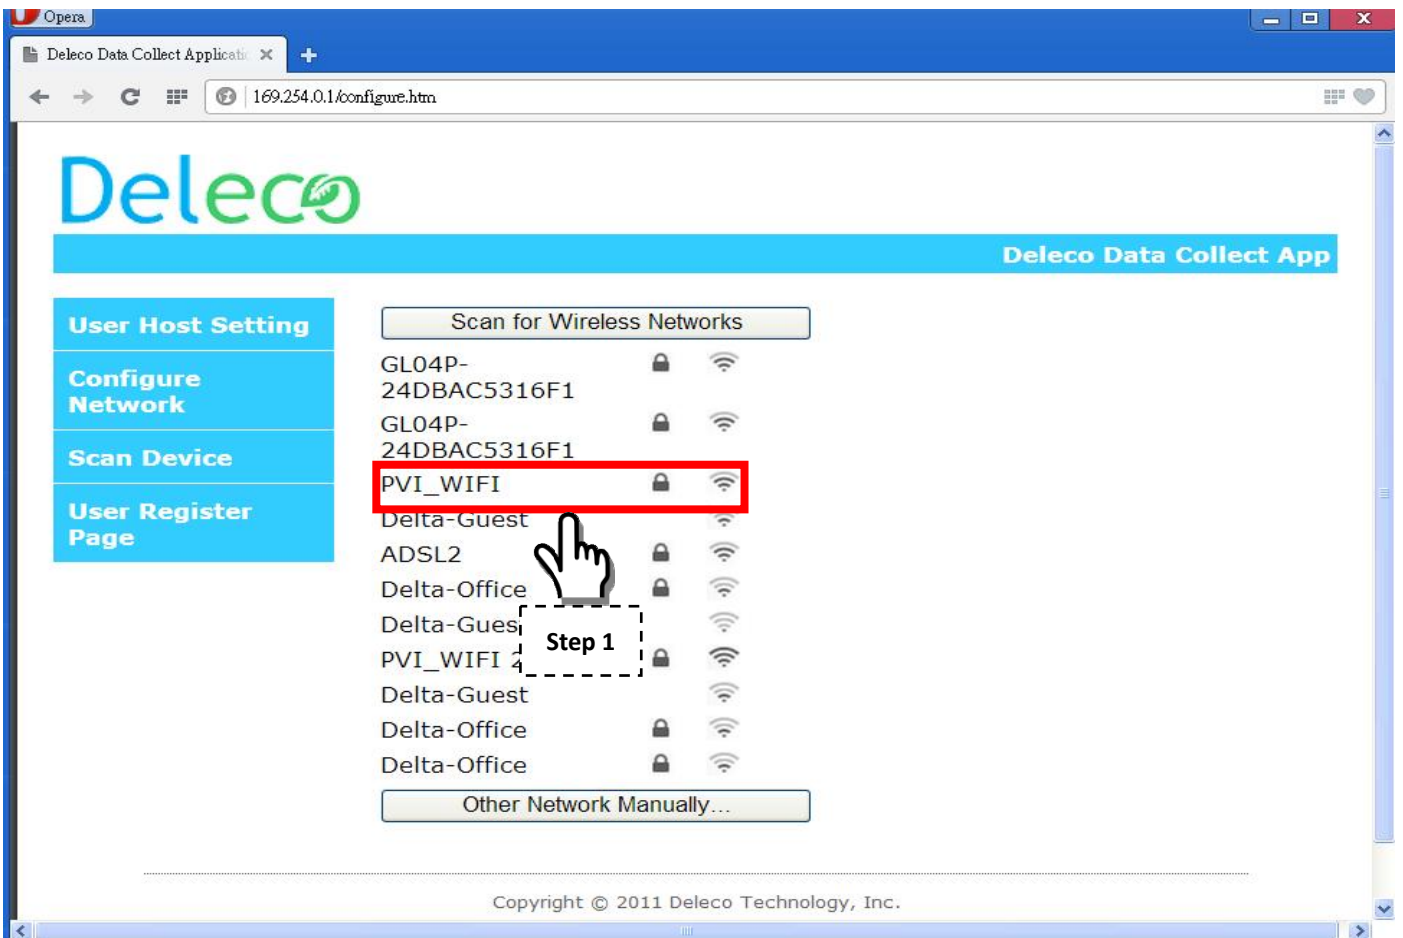 Opera
Deleco Data Collect Applicatio
169.254.0.1/configure.htm
Deleco
Deleco Data Collect App
User Host Setting
Configure
Network
Scan Device
User Register
Page
Scan for Wireless Networks
GL04P-
24DBAC5316F1
GL04P-
24DBAC5316F1
PVI_WIFI
Delta-Guest
ADSL2
Delta-Office
Delta-Gues
Step 1
PVI_WIFI 2
Delta-Guest
Delta-Office
Delta-Office
Other Network Manually...
Copyright © 2011 Deleco Technology, Inc.